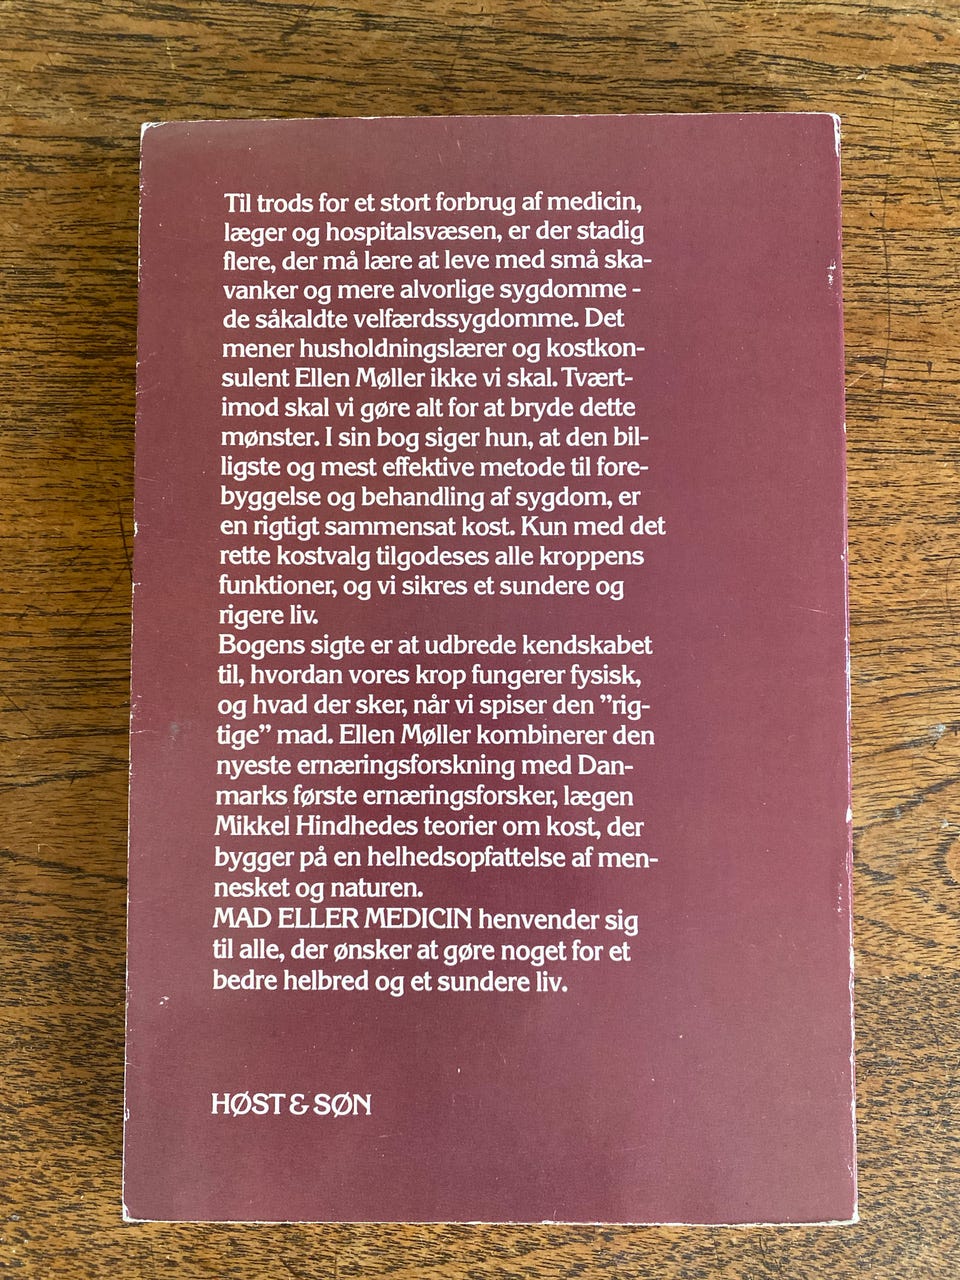 Til trods for et stort forbrug af medicin,
læger og hospitalsvæsen, er der stadig
flere, der må lære at leve med små ska-
vanker og mere alvorlige sygdomme -
de såkaldte velfærdssygdomme. Det
mener husholdningslærer og kostkon-
sulent Ellen Møller ikke vi skal. Tvært-
imod skal vi gøre alt for at bryde dette
mønster. I sin bog siger hun, at den bil-
ligste og mest effektive metode til fore-
byggelse og behandling af sygdom, er
en rigtigt sammensat kost. Kun med det
rette kostvalg tilgodeses alle kroppens
funktioner, og vi sikres et sundere og
rigere liv.
Bogens sigte er at udbrede kendskabet
til, hvordan vores krop fungerer fysisk,
og hvad der sker, når vi spiser den ”rig-
tige” mad. Ellen Møller kombinerer den
nyeste ernæringsforskning med Dan-
marks første ernæringsforsker, lægen
Mikkel Hindhedes teorier om kost, der
bygger på en helhedsopfattelse af men-
nesket og naturen.
MAD ELLER MEDICIN henvender sig
til alle, der ønsker at gøre noget for et
bedre helbred og et sundere liv.
HØST & SØN